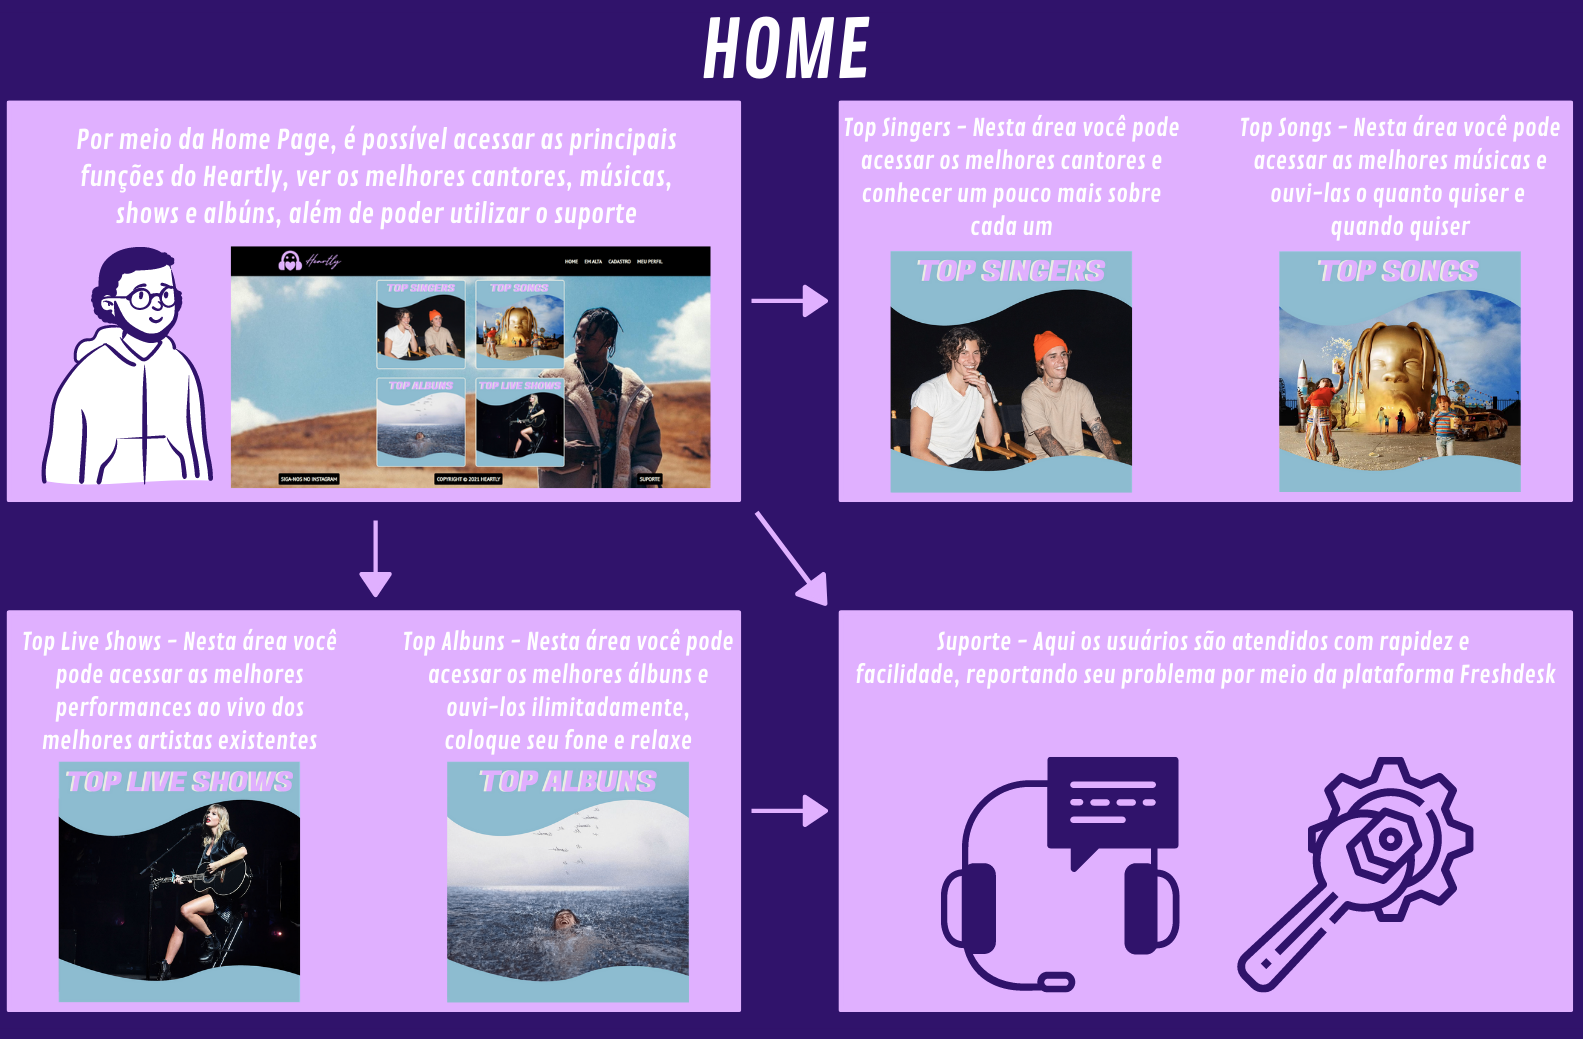 HOME
Por meio da Home Page, é possível acessar as principais
funções do Heartly, ver os melhores cantores, músicas,
shows e albúns, além de poder utilizar o suporte
Heartly
HOME EM ALTA CADASTRO MEU PERFIL
TOP SINGERS
TOP SONGS
TOP ALBUNS
TOP LIVE SHOWS
SIGA-NOS NO INSTAGRAM
COPYRIGHT © 2021 HEARTLY
SUPORTE
Top Singers - Nesta área você pode
acessar os melhores cantores e
conhecer um pouco mais sobre
cada um
TOP SINGERS
Top Songs - Nesta área você pode
acessar as melhores músicas e
ouvi-las o quanto quiser e
quando quiser
TOP SONGS
Top Live Shows - Nesta área você
pode acessar as melhores
performances ao vivo dos
melhores artistas existentes
TOP LIVE SHOWS
Top Albuns - Nesta área você pode
acessar os melhores álbuns e
ouvi-los ilimitadamente,
coloque seu fone e relaxe
TOP ALBUNS
Suporte - Aqui os usuários são atendidos com rapidez e
facilidade, reportando seu problema por meio da plataforma Freshdesk